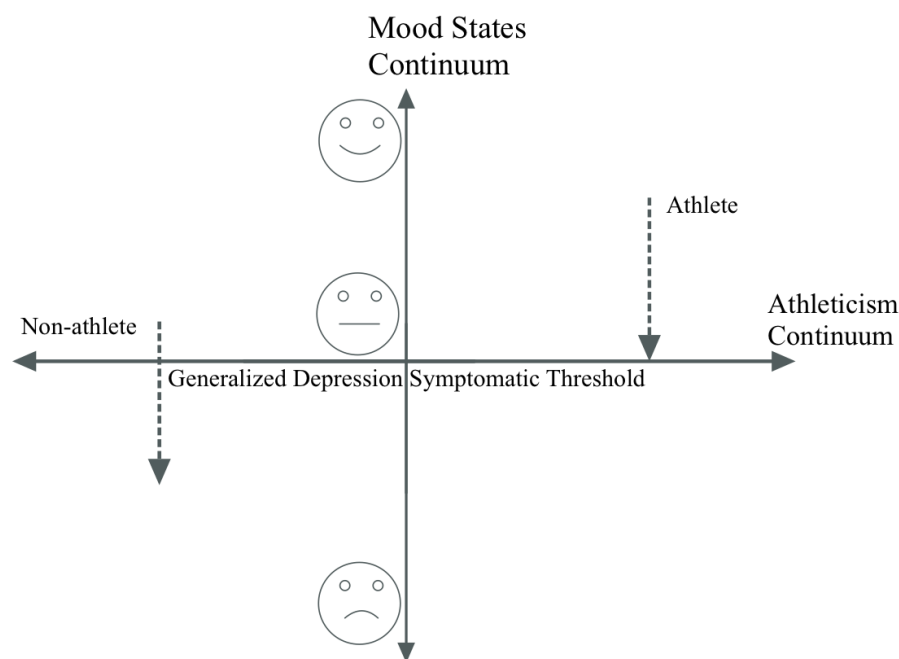 Mood States
Continuum
Athlete
Athleticism
Continuum
Non-athlete
Generalized Depression Symptomatic Threshold